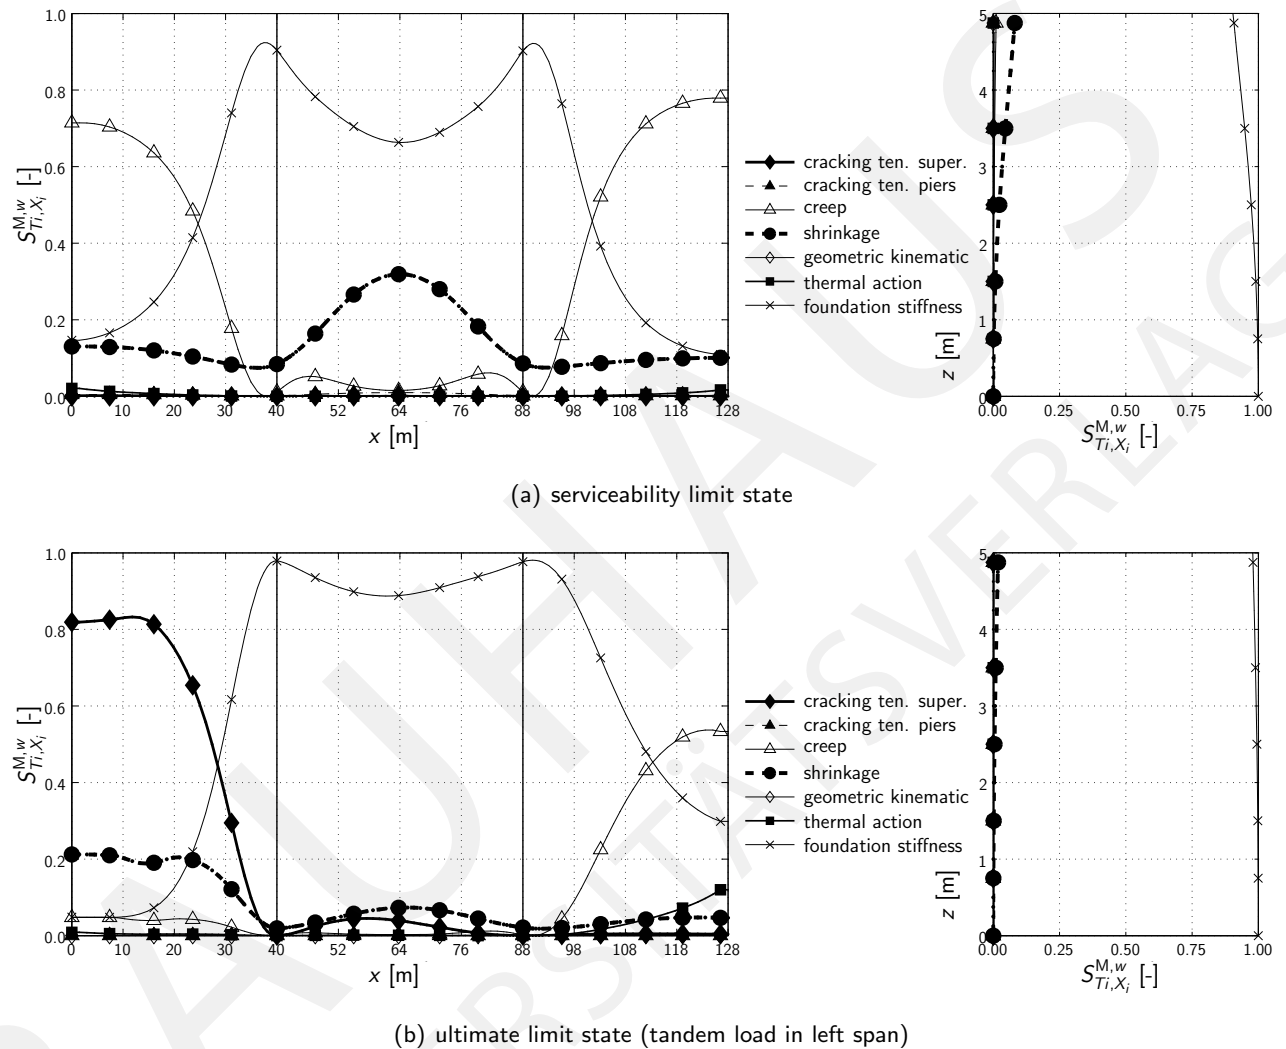 1.0
0.8
0.6
0.4
0.2
0.0
0 10 20 30 40 52 64 76 88 98 108 118 128
x [m]
S^{M,w}_{Ti,X_i} [-]
cracking ten. super.
cracking ten. piers
creep
shrinkage
geometric kinematic
thermal action
foundation stiffness
5
4
3
2
1
0
z [m]
0.00 0.25 0.50 0.75 1.00
S^{M,w}_{Ti,X_i} [-]
(a) serviceability limit state
1.0
0.8
0.6
0.4
0.2
0.0
0 10 20 30 40 52 64 76 88 98 108 118 128
x [m]
S^{M,w}_{Ti,X_i} [-]
cracking ten. super.
cracking ten. piers
creep
shrinkage
geometric kinematic
thermal action
foundation stiffness
5
4
3
2
1
0
z [m]
0.00 0.25 0.50 0.75 1.00
S^{M,w}_{Ti,X_i} [-]
(b) ultimate limit state (tandem load in left span)
AUHAUS
ERSITÄTSVERLAG